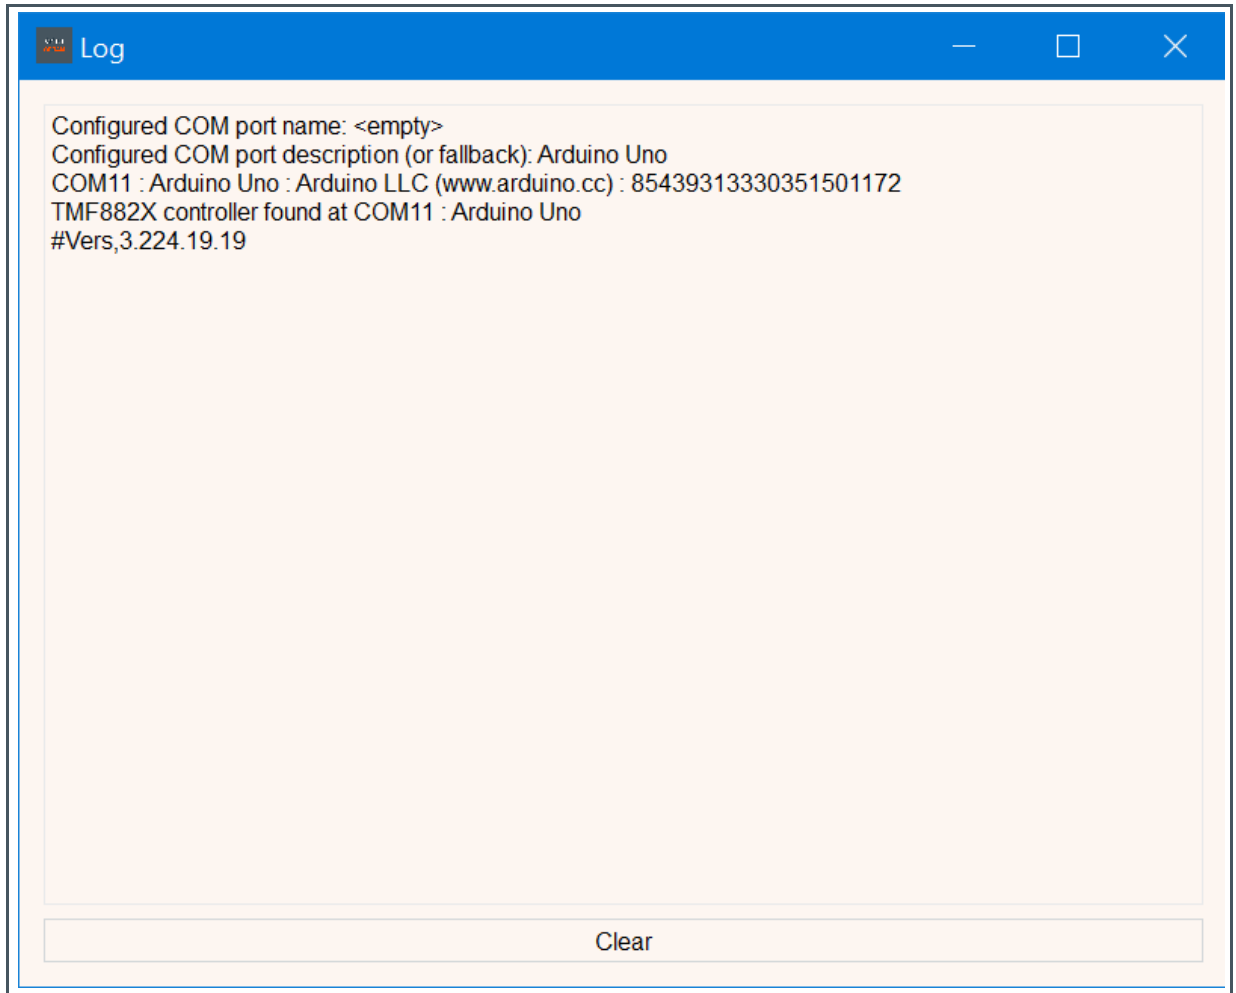 Log
Configured COM port name: <empty>
Configured COM port description (or fallback): Arduino Uno
COM11 : Arduino Uno : Arduino LLC (www.arduino.cc) : 85439313330351501172
TMF882X controller found at COM11 : Arduino Uno
#Vers,3.224.19.19
Clear